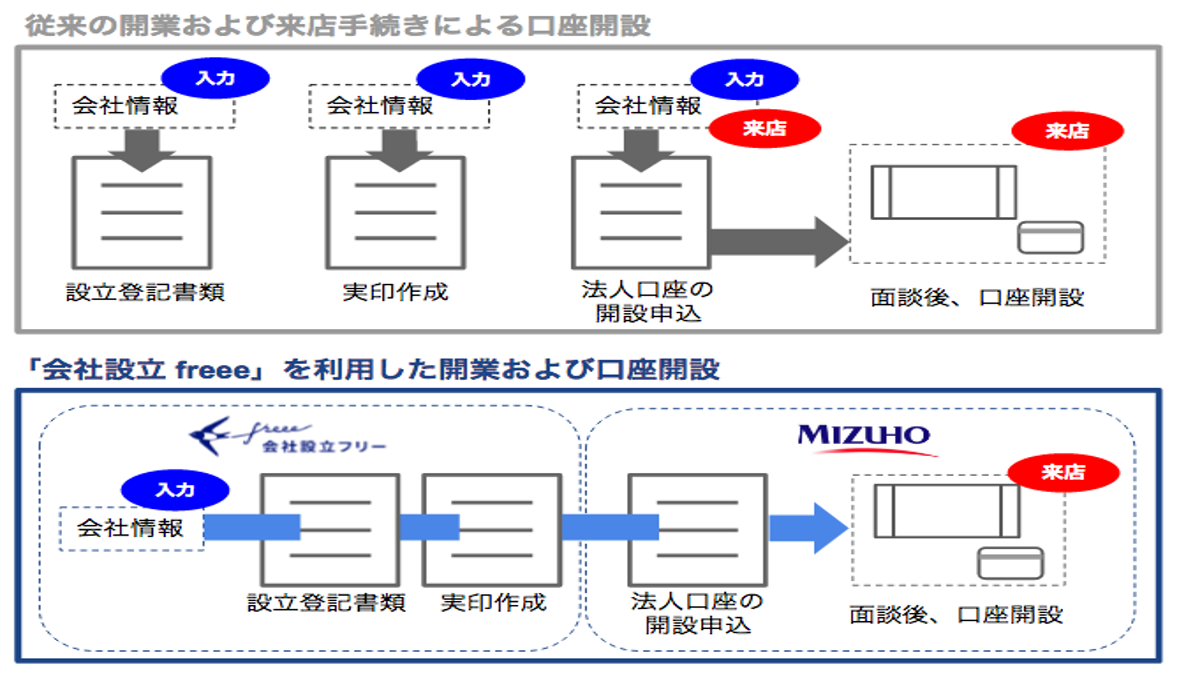 従来の開業および来店手続きによる口座開設
入力
入力
入力
会社情報
会社情報
会社情報
来店
来店
設立登記書類
実印作成
法人口座の
開設申込
面談後、口座開設
「会社設立 freee」を利用した開業および口座開設
freee
会社設立フリー
MIZUHO
入力
来店
会社情報
設立登記書類
実印作成
法人口座の
開設申込
面談後、口座開設